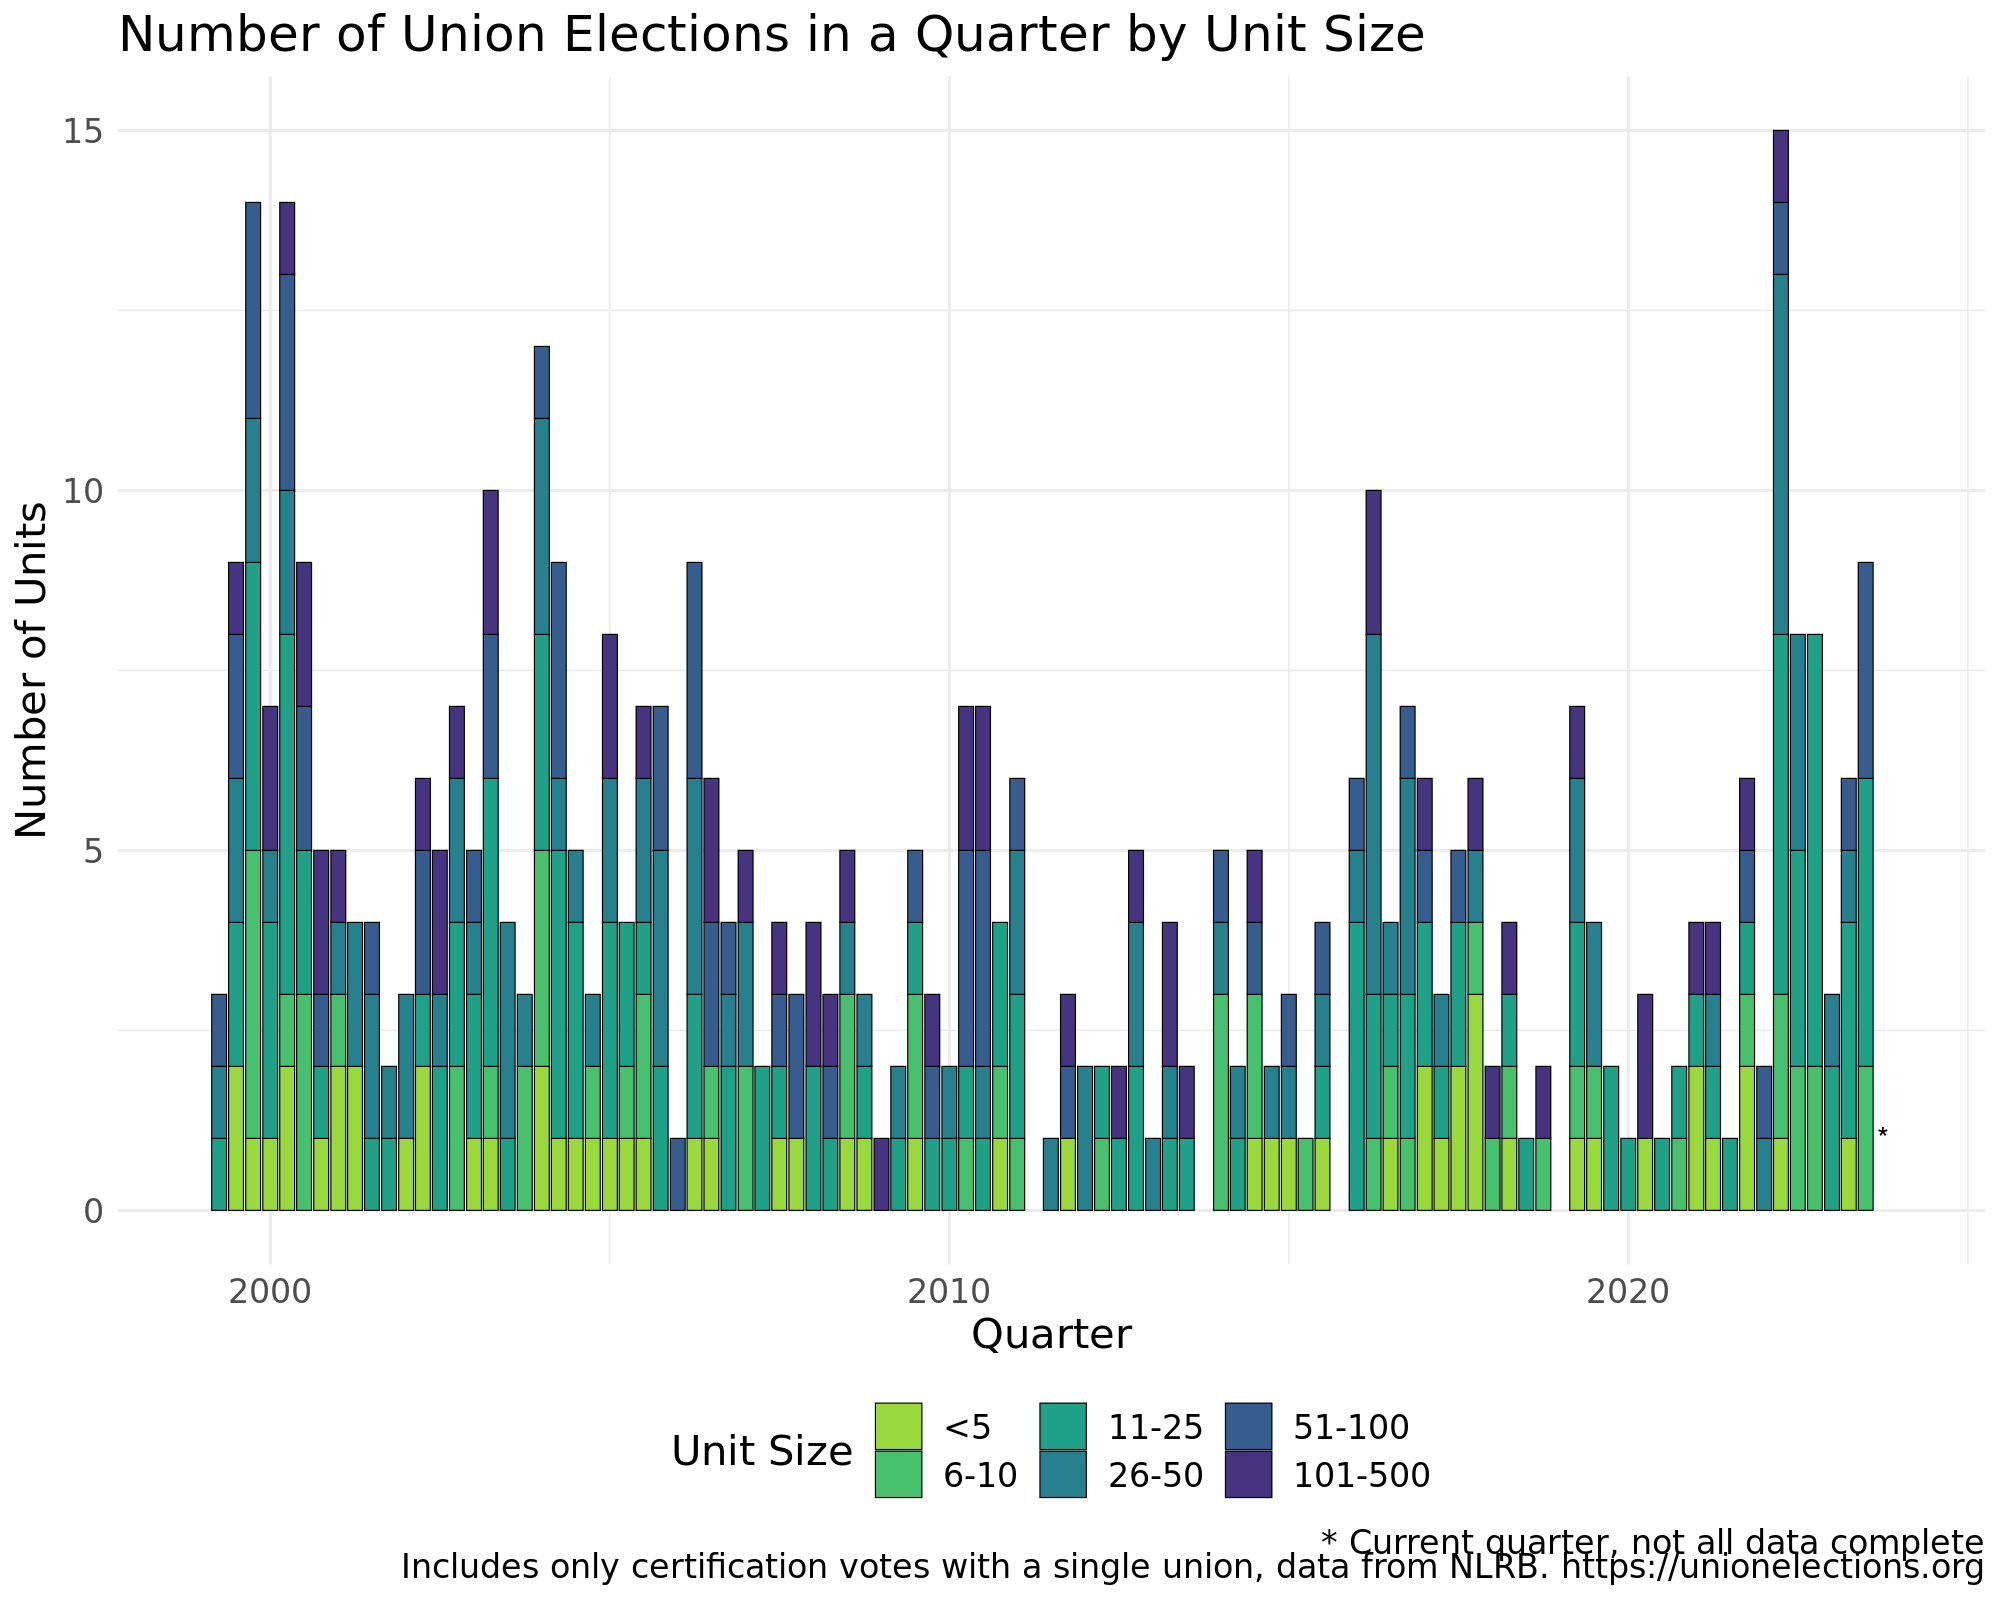 Number of Union Elections in a Quarter by Unit Size
Number of Units
15
10
5
0
*
2000 2010 2020
Quarter
Unit Size
<5 11-25 51-100
6-10 26-50 101-500
* Current quarter, not all data complete
Includes only certification votes with a single union, data from NLRB. https://unionelections.org